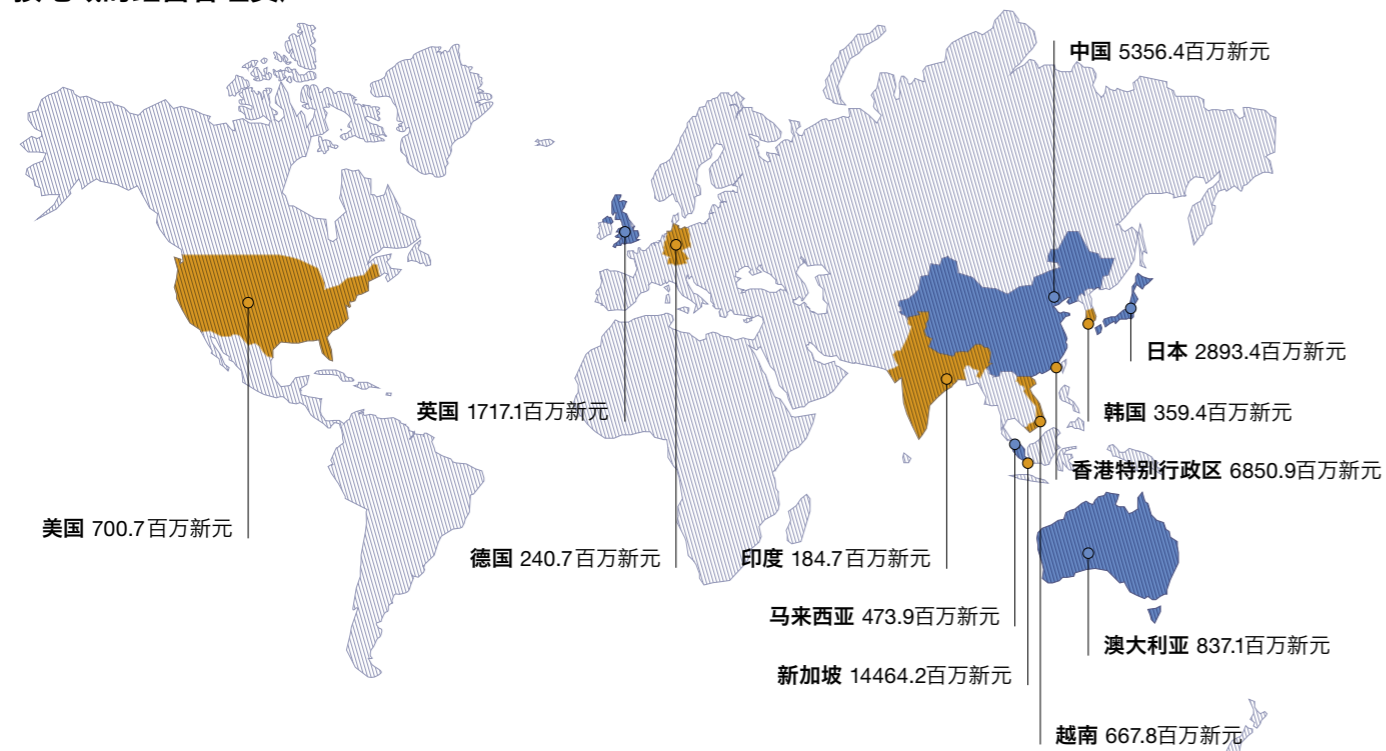 中国 5356.4百万新元
日本 2893.4百万新元
英国 1717.1百万新元
韩国 359.4百万新元
香港特别行政区 6850.9百万新元
美国 700.7百万新元
德国 240.7百万新元
印度 184.7百万新元
马来西亚 473.9百万新元
澳大利亚 837.1百万新元
新加坡 14464.2百万新元
越南 667.8百万新元